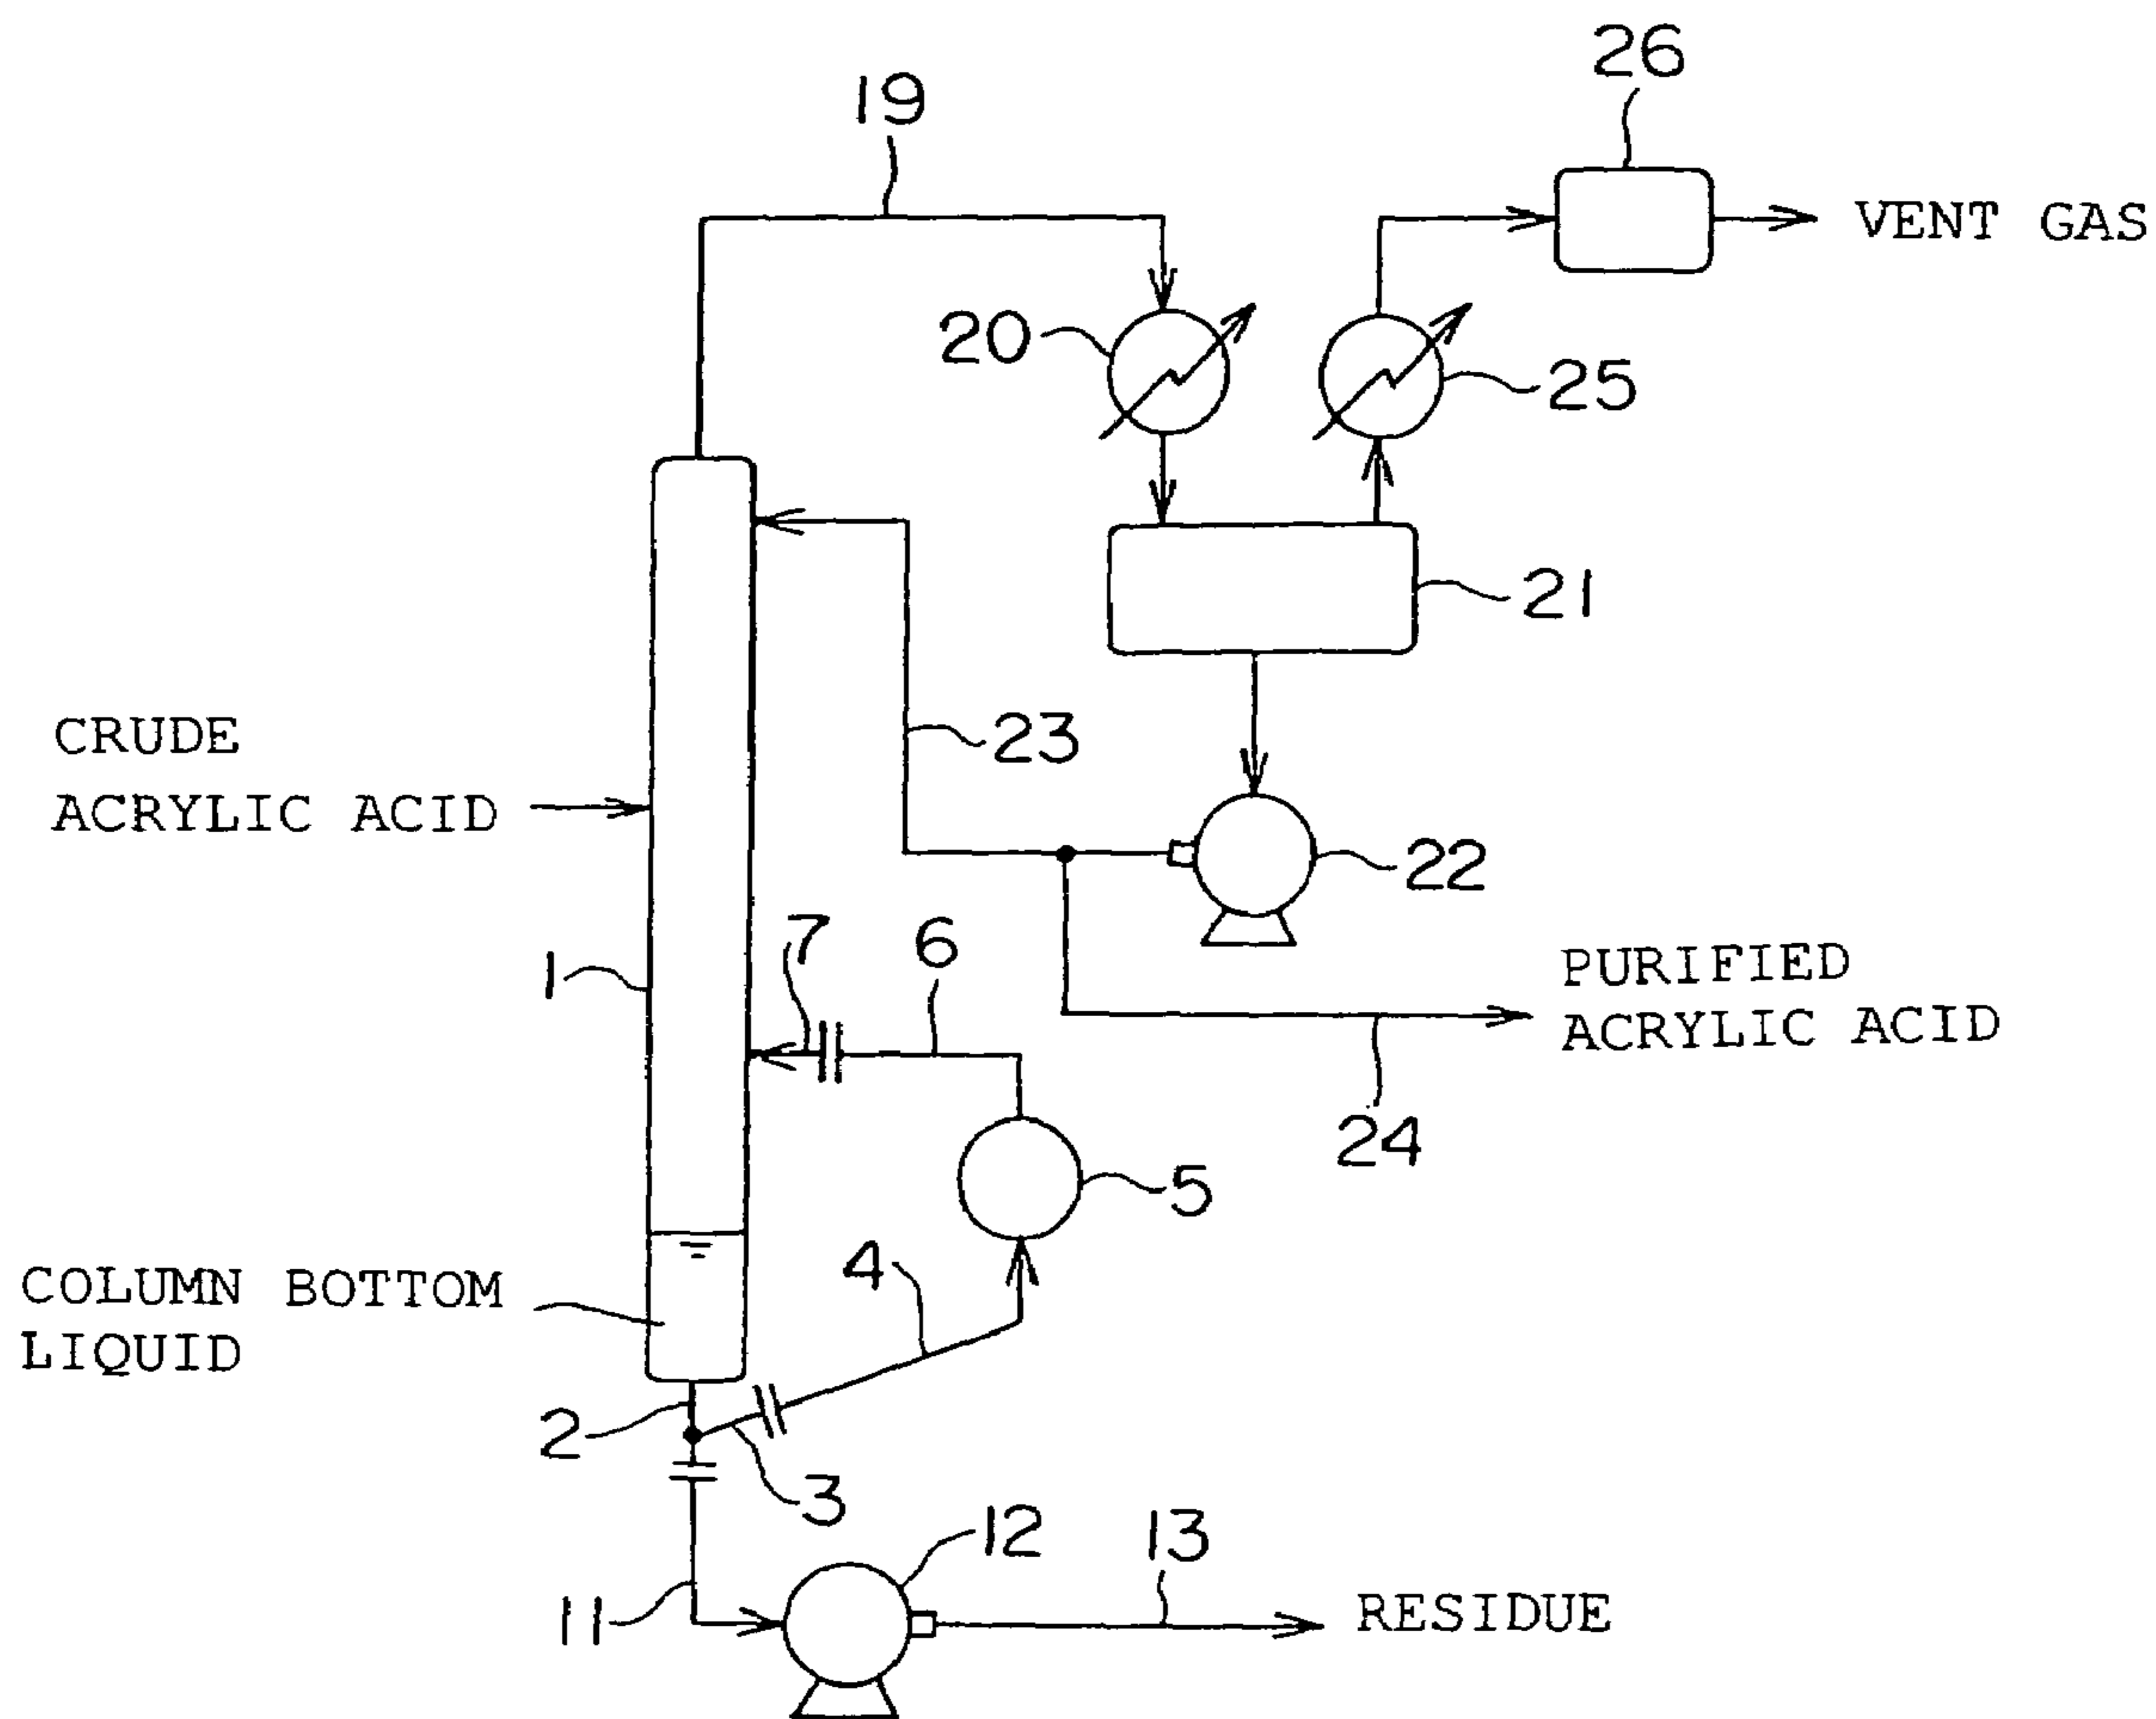 26
19
VENT GAS
20
25
21
CRUDE
ACRYLIC ACID
23
22
7
6
1
PURIFIED
ACRYLIC ACID
24
5
4
COLUMN BOTTOM
LIQUID
2
3
12
13
11
RESIDUE